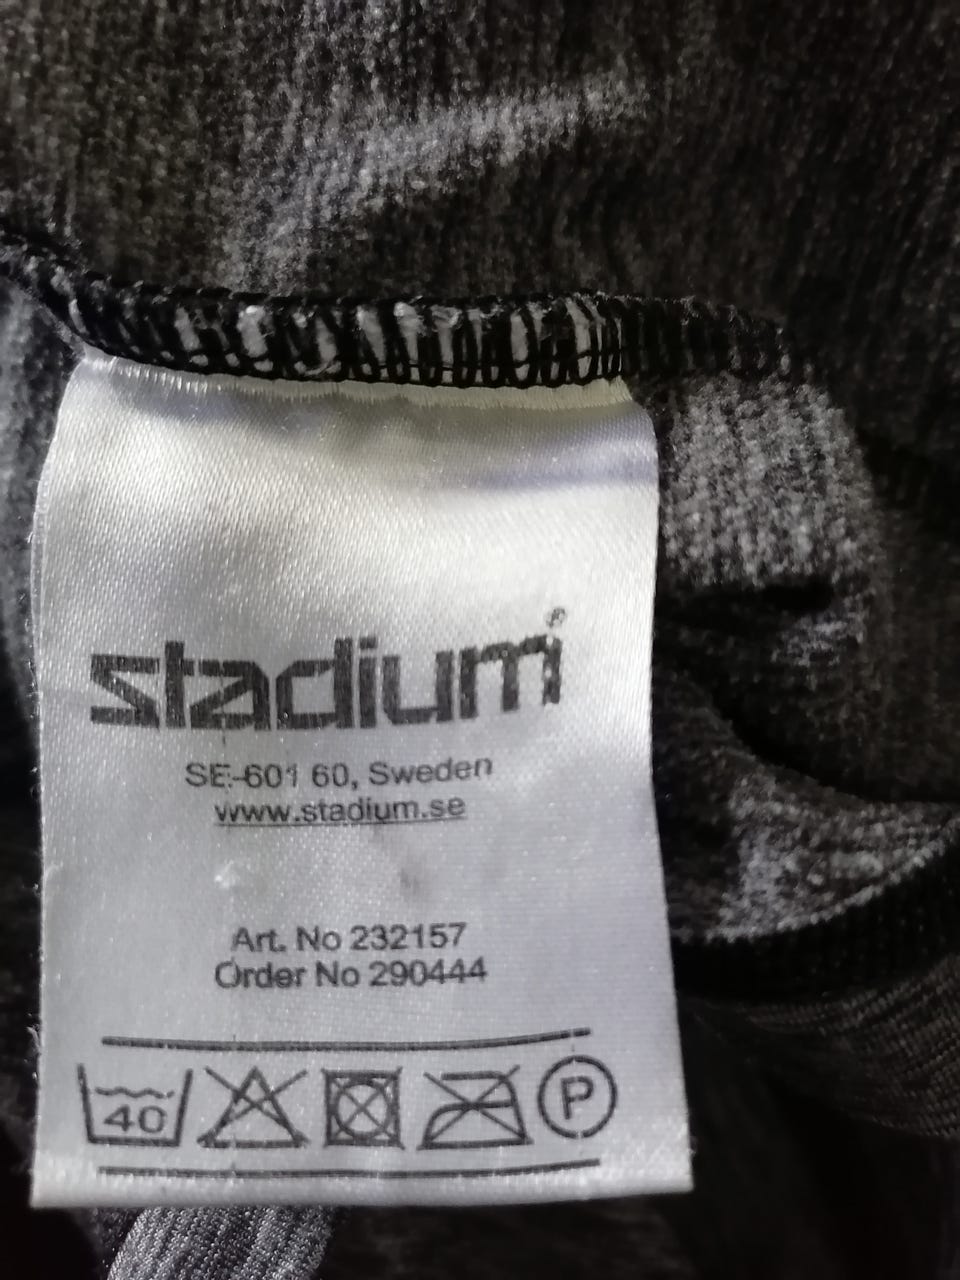 stadium®
SE-601 60, Sweden
www.stadium.se
Art. No 232157
Order No 290444
40 P